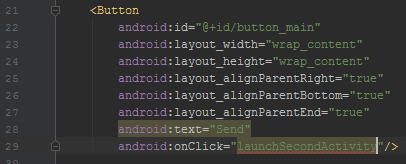 21 <Button
22 android:id="@+id/button_main"
23 android:layout_width="wrap_content"
24 android:layout_height="wrap_content"
25 android:layout_alignParentRight="true"
26 android:layout_alignParentBottom="true"
27 android:layout_alignParentEnd="true"
28 android:text="Send"
29 android:onClick="launchSecondActivity"/>